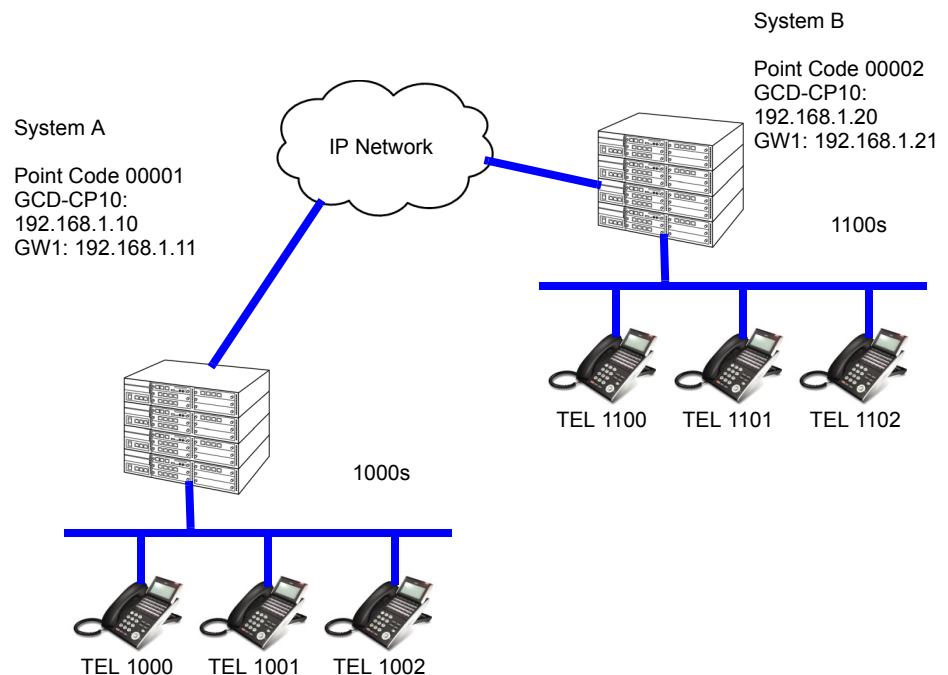 System B
Point Code 00002
GCD-CP10:
192.168.1.20
GW1: 192.168.1.21
IP Network
System A
Point Code 00001
GCD-CP10:
192.168.1.10
GW1: 192.168.1.11
1100s
TEL 1100 TEL 1101 TEL 1102
1000s
TEL 1000 TEL 1001 TEL 1002